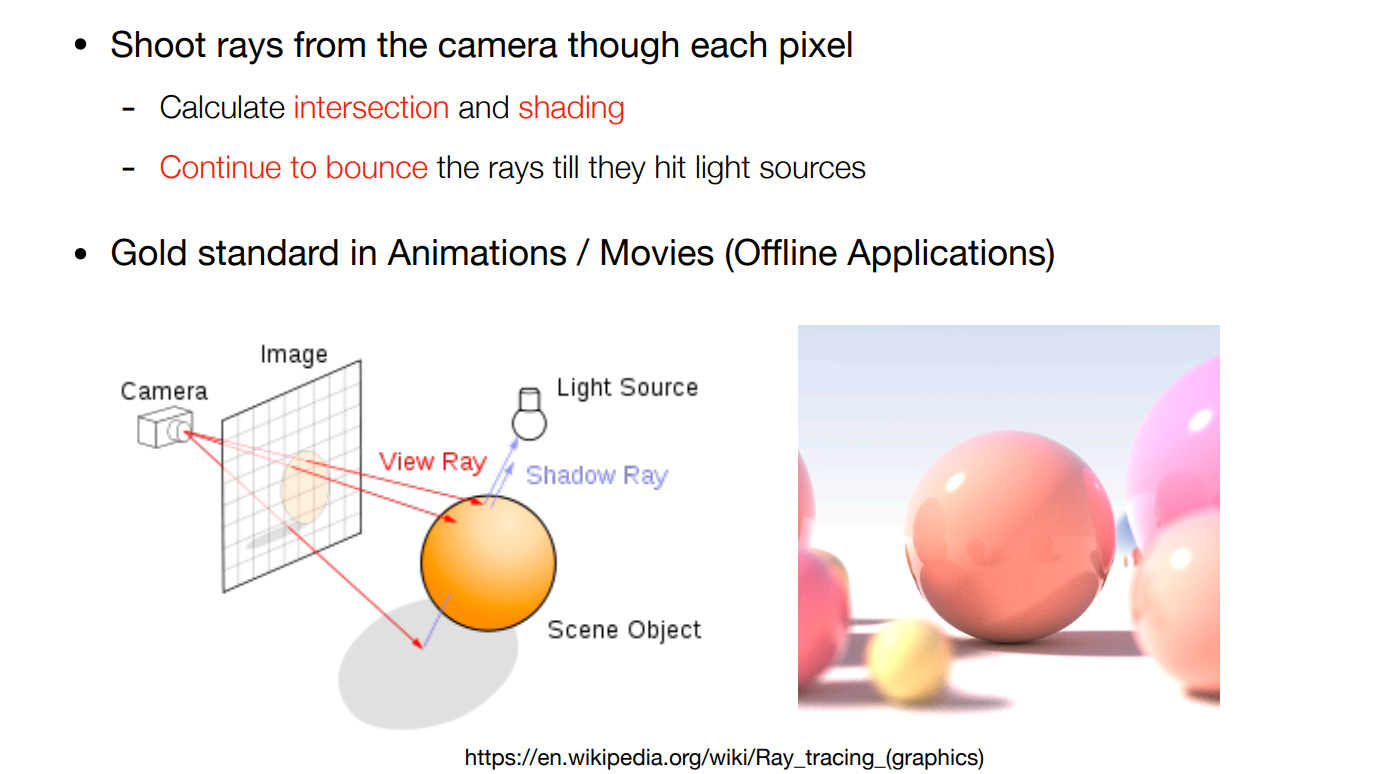 • Shoot rays from the camera though each pixel
- Calculate intersection and shading
- Continue to bounce the rays till they hit light sources
• Gold standard in Animations / Movies (Offline Applications)
Image
Camera
Light Source
View Ray
Shadow Ray
Scene Object
https://en.wikipedia.org/wiki/Ray_tracing_(graphics)